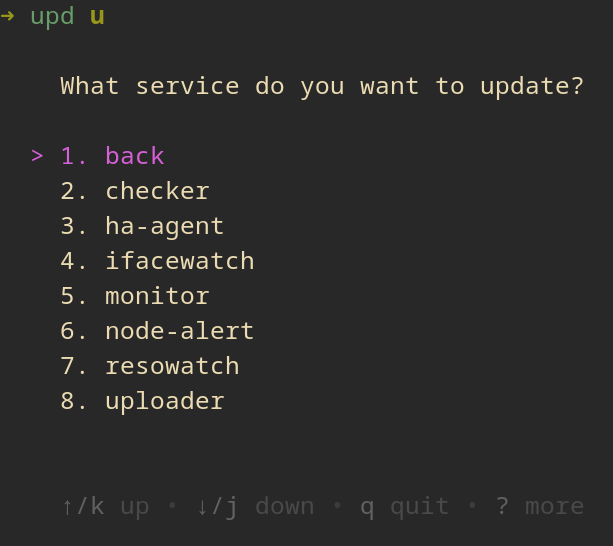 ➜ upd u
What service do you want to update?
> 1. back
2. checker
3. ha-agent
4. ifacewatch
5. monitor
6. node-alert
7. resowatch
8. uploader
↑/k up • ↓/j down • q quit • ? more